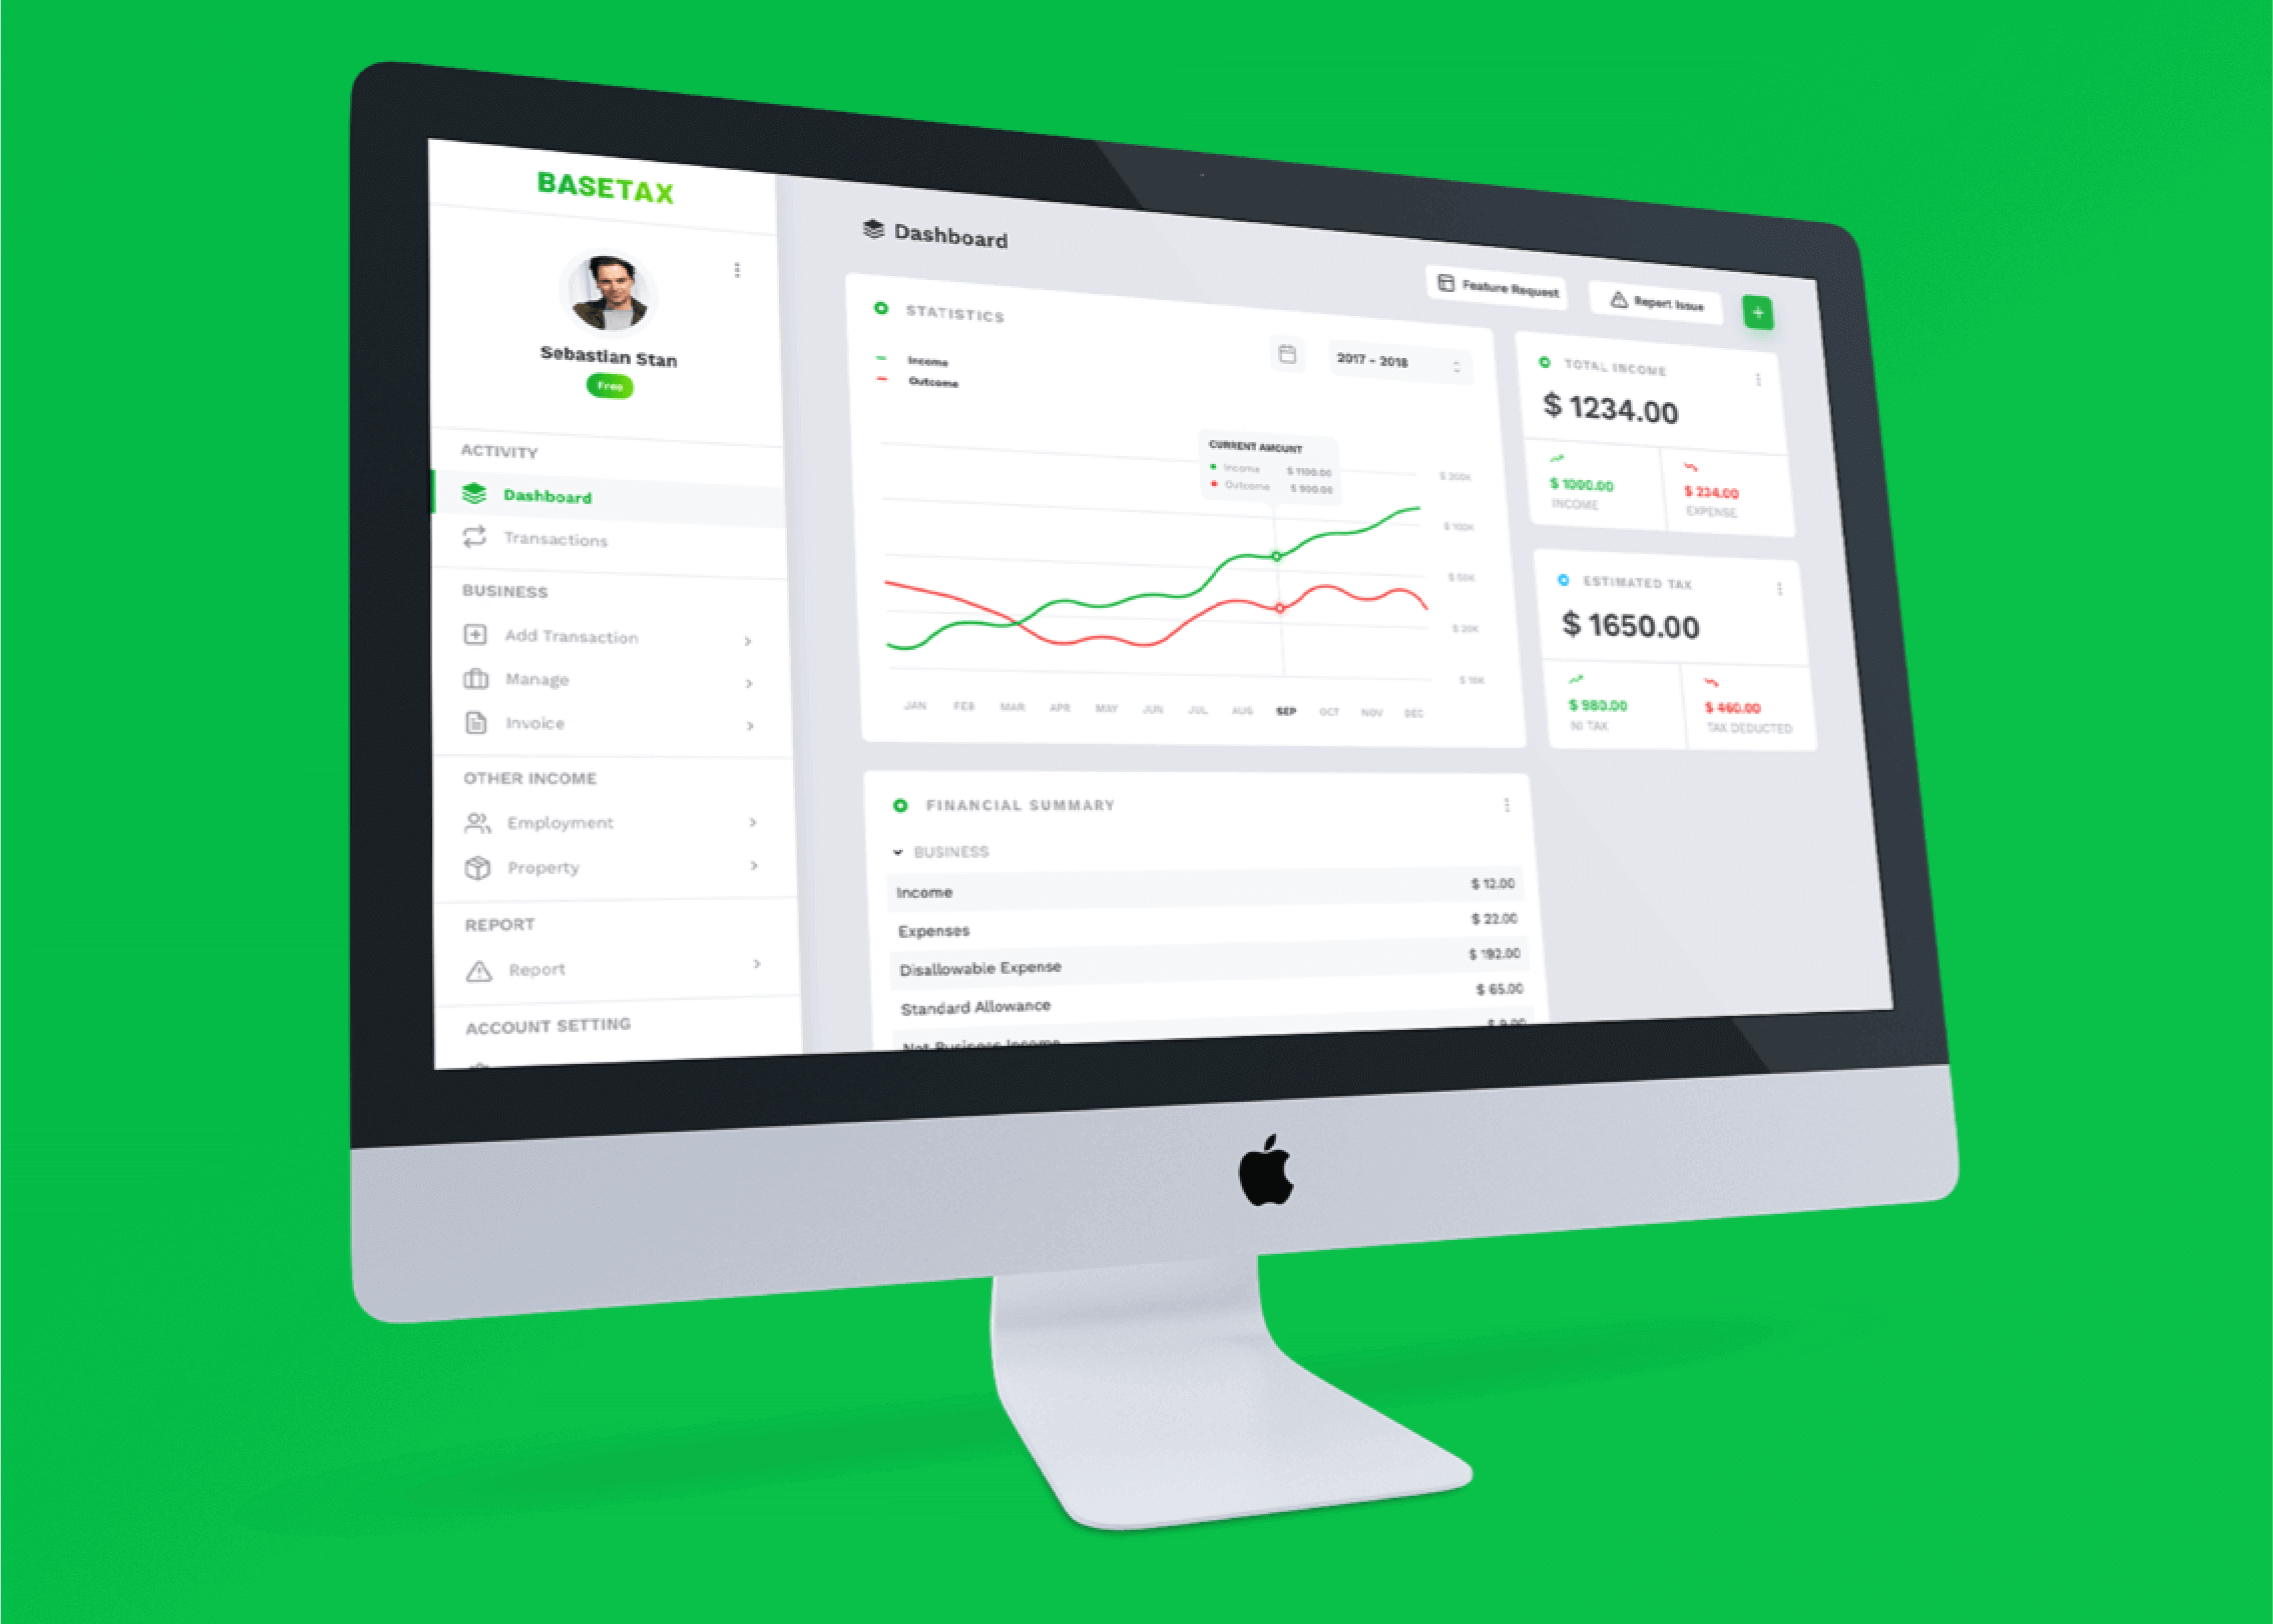 BASETAX
Sebastian Stan
Free
ACTIVITY
Dashboard
Transactions
BUSINESS
Add Transaction
Manage
Invoice
OTHER INCOME
Employment
Property
REPORT
Report
ACCOUNT SETTING
Dashboard
Feature Request
Report Issue
STATISTICS
Income
Outcome
2017 - 2018
CURRENT AMOUNT
Income $ 1100.00
Outcome $ 900.00
$ 200K
$ 100K
$ 50K
$ 20K
$ 10K
JAN FEB MAR APR MAY JUN JUL AUG SEP OCT NOV DEC
TOTAL INCOME
$ 1234.00
$ 1000.00
INCOME
$ 234.00
EXPENSE
ESTIMATED TAX
$ 1650.00
$ 980.00
NI TAX
$ 460.00
TAX DEDUCTED
FINANCIAL SUMMARY
BUSINESS
Income $ 12.00
Expenses $ 22.00
Disallowable Expense $ 192.00
Standard Allowance $ 65.00
Net Business Income $ 9.00